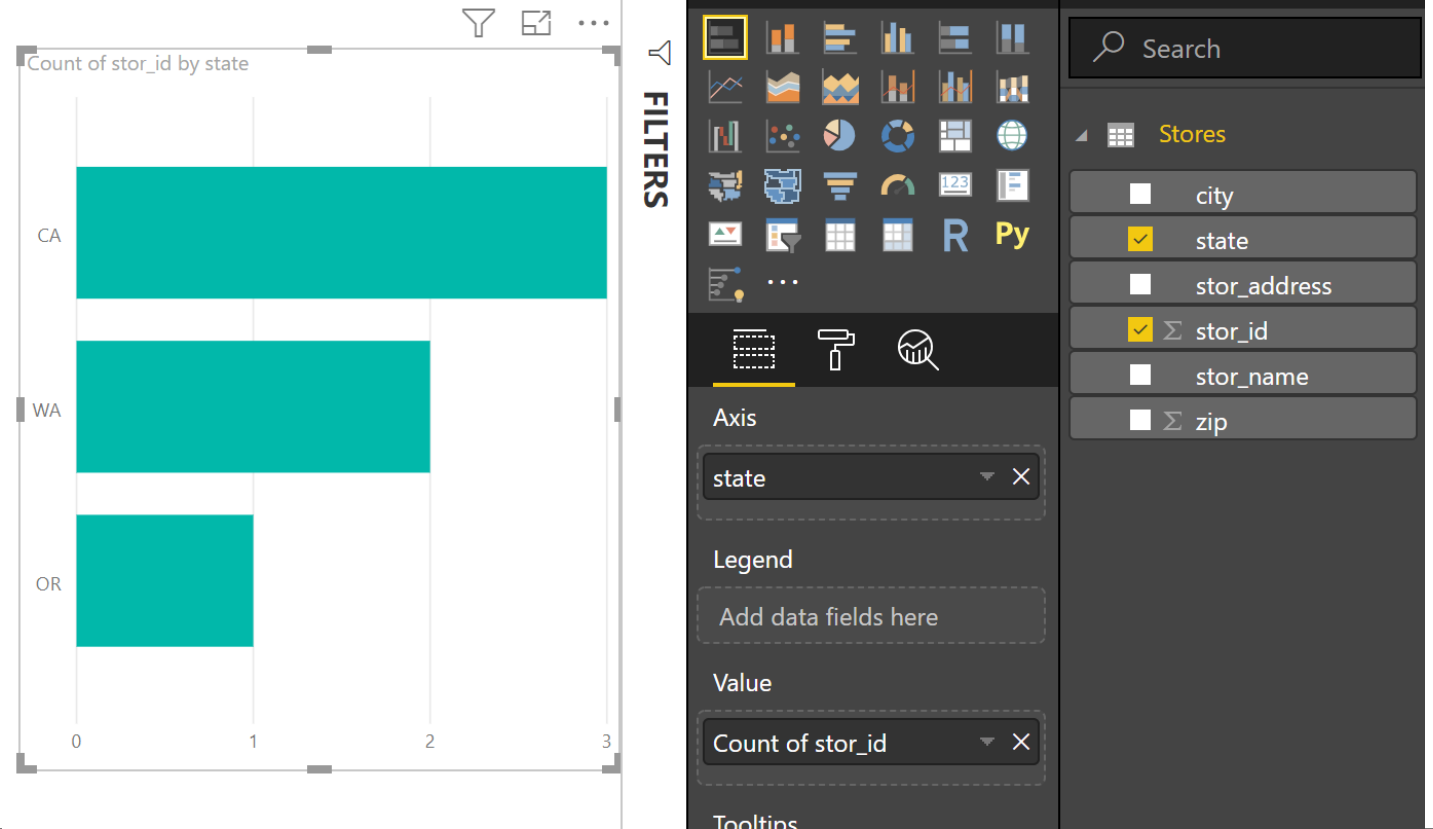 Count of stor_id by state
CA
WA
OR
0 1 2 3
FILTERS
123
R
Py
Axis
state
Legend
Add data fields here
Value
Count of stor_id
Tooltips
Search
Stores
city
state
stor_address
Σ stor_id
stor_name
Σ zip